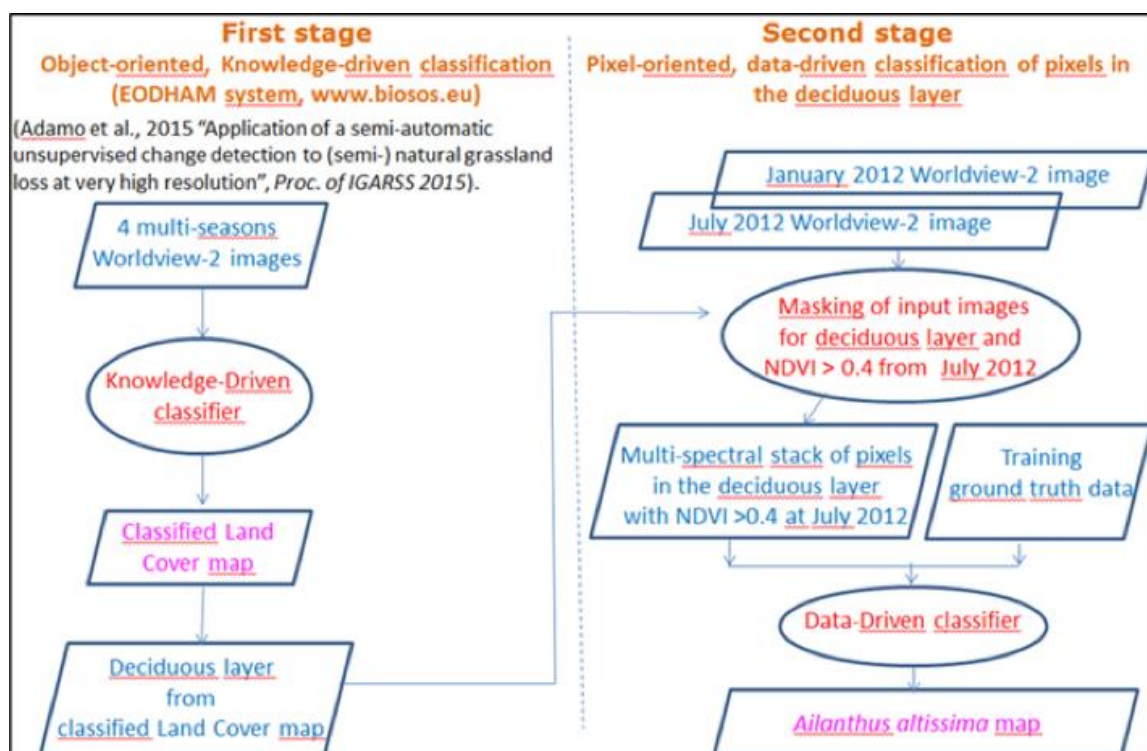 First stage
Object-oriented, Knowledge-driven classification
(EODHAM system, www.biosos.eu)
(Adamo et al., 2015 “Application of a semi-automatic
unsupervised change detection to (semi-) natural grassland
loss at very high resolution”, Proc. of IGARSS 2015).
4 multi-seasons
Worldview-2 images
Knowledge-Driven
classifier
Classified Land
Cover map
Deciduous layer
from
classified Land Cover map
Second stage
Pixel-oriented, data-driven classification of pixels in
the deciduous layer
January 2012 Worldview-2 image
July 2012 Worldview-2 image
Masking of input images
for deciduous layer and
NDVI > 0.4 from July 2012
Multi-spectral stack of pixels
in the deciduous layer
with NDVI >0.4 at July 2012
Training
ground truth data
Data-Driven classifier
Ailanthus altissima map